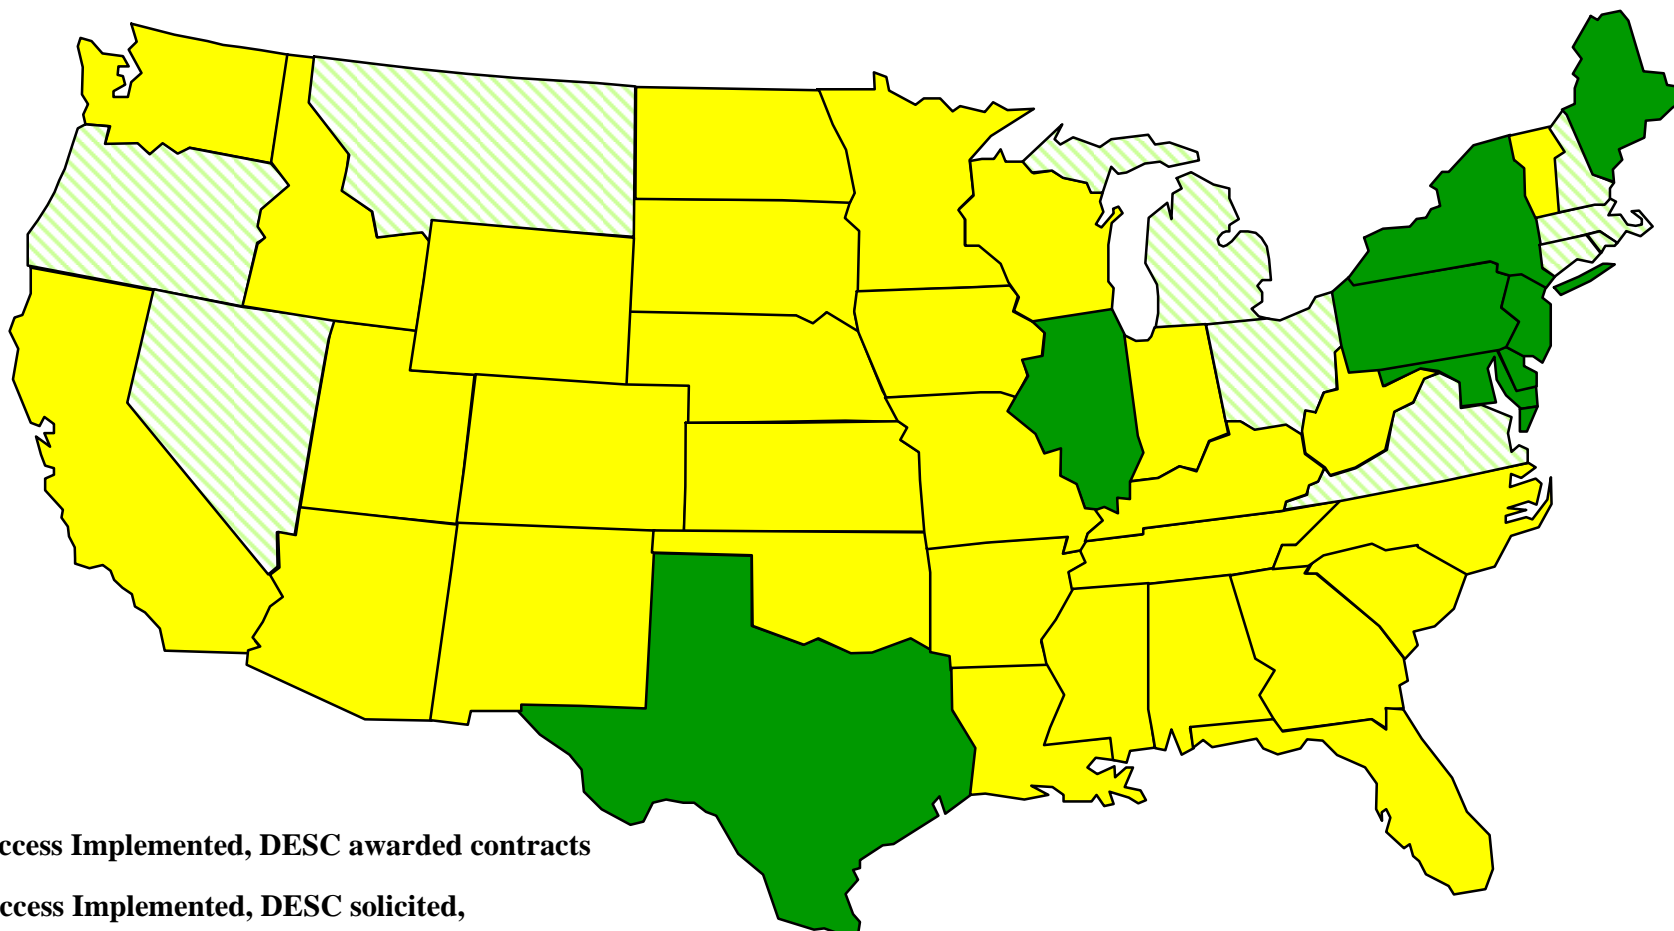 ccess Implemented, DESC awarded contracts
ccess Implemented, DESC solicited,